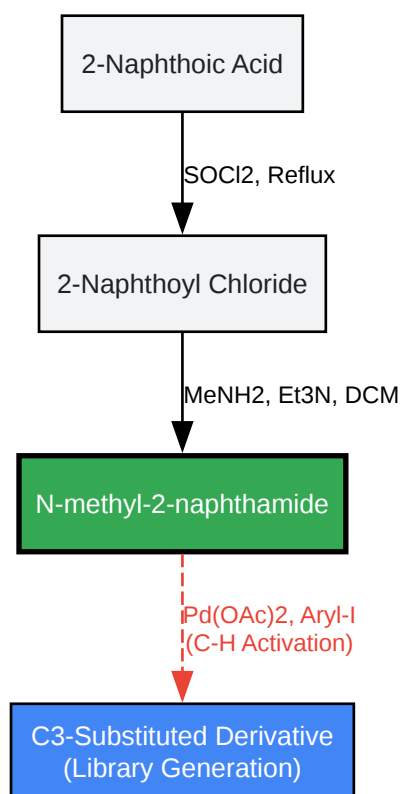 2-Naphthoic Acid
SOCl2, Reflux
2-Naphthoyl Chloride
MeNH2, Et3N, DCM
N-methyl-2-naphthamide
Pd(OAc)2, Aryl-I
(C-H Activation)
C3-Substituted Derivative
(Library Generation)